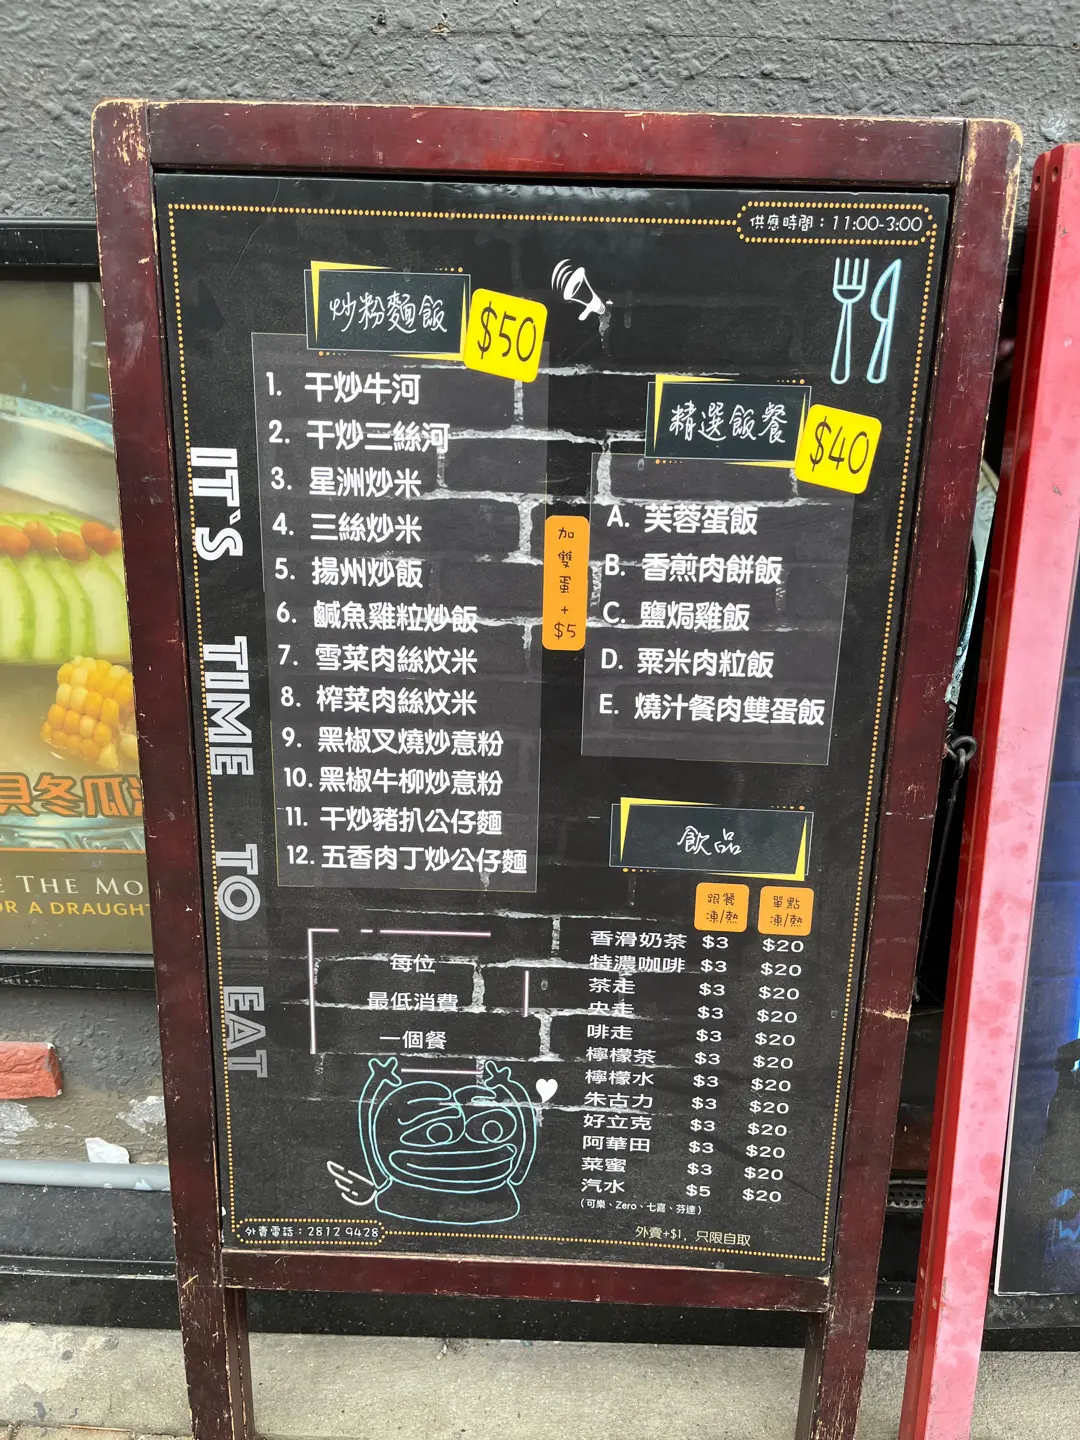 供應時間：11:00-3:00
炒粉麵飯
$50
1. 干炒牛河
2. 干炒三絲河
3. 星洲炒米
4. 三絲炒米
5. 揚州炒飯
6. 鹹魚雞粒炒飯
7. 雪菜肉絲炆米
8. 榨菜肉絲炆米
9. 黑椒叉燒炒意粉
10. 黑椒牛柳炒意粉
11. 干炒豬扒公仔麵
12. 五香肉丁炒公仔麵
加雙蛋+$5
精選飯餐
$40
A. 芙蓉蛋飯
B. 香煎肉餅飯
C. 鹽焗雞飯
D. 粟米肉粒飯
E. 燒汁餐肉雙蛋飯
飲品
跟餐 單點
凍/熱 凍/熱
香滑奶茶 $3 $20
特濃咖啡 $3 $20
茶走 $3 $20
央走 $3 $20
啡走 $3 $20
檸檬茶 $3 $20
檸檬水 $3 $20
朱古力 $3 $20
好立克 $3 $20
阿華田 $3 $20
菜蜜 $3 $20
汽水 $5 $20
（可樂、Zero、七喜、芬達）
每位
最低消費
一個餐
IT'S TIME TO EAT
外賣電話：2812 9428
外賣+$1，只限自取
貝冬瓜
E THE MO
OR A DRAUGHT